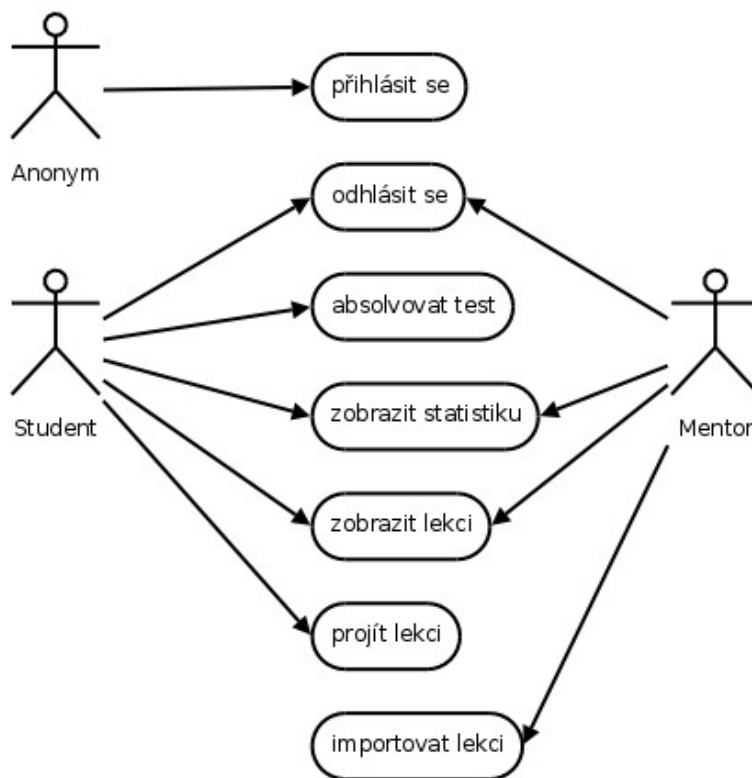 přihlásit se
Anonym
odhlásit se
absolvovat test
zobrazit statistiku
Student
Mentor
zobrazit lekci
projít lekci
importovat lekci